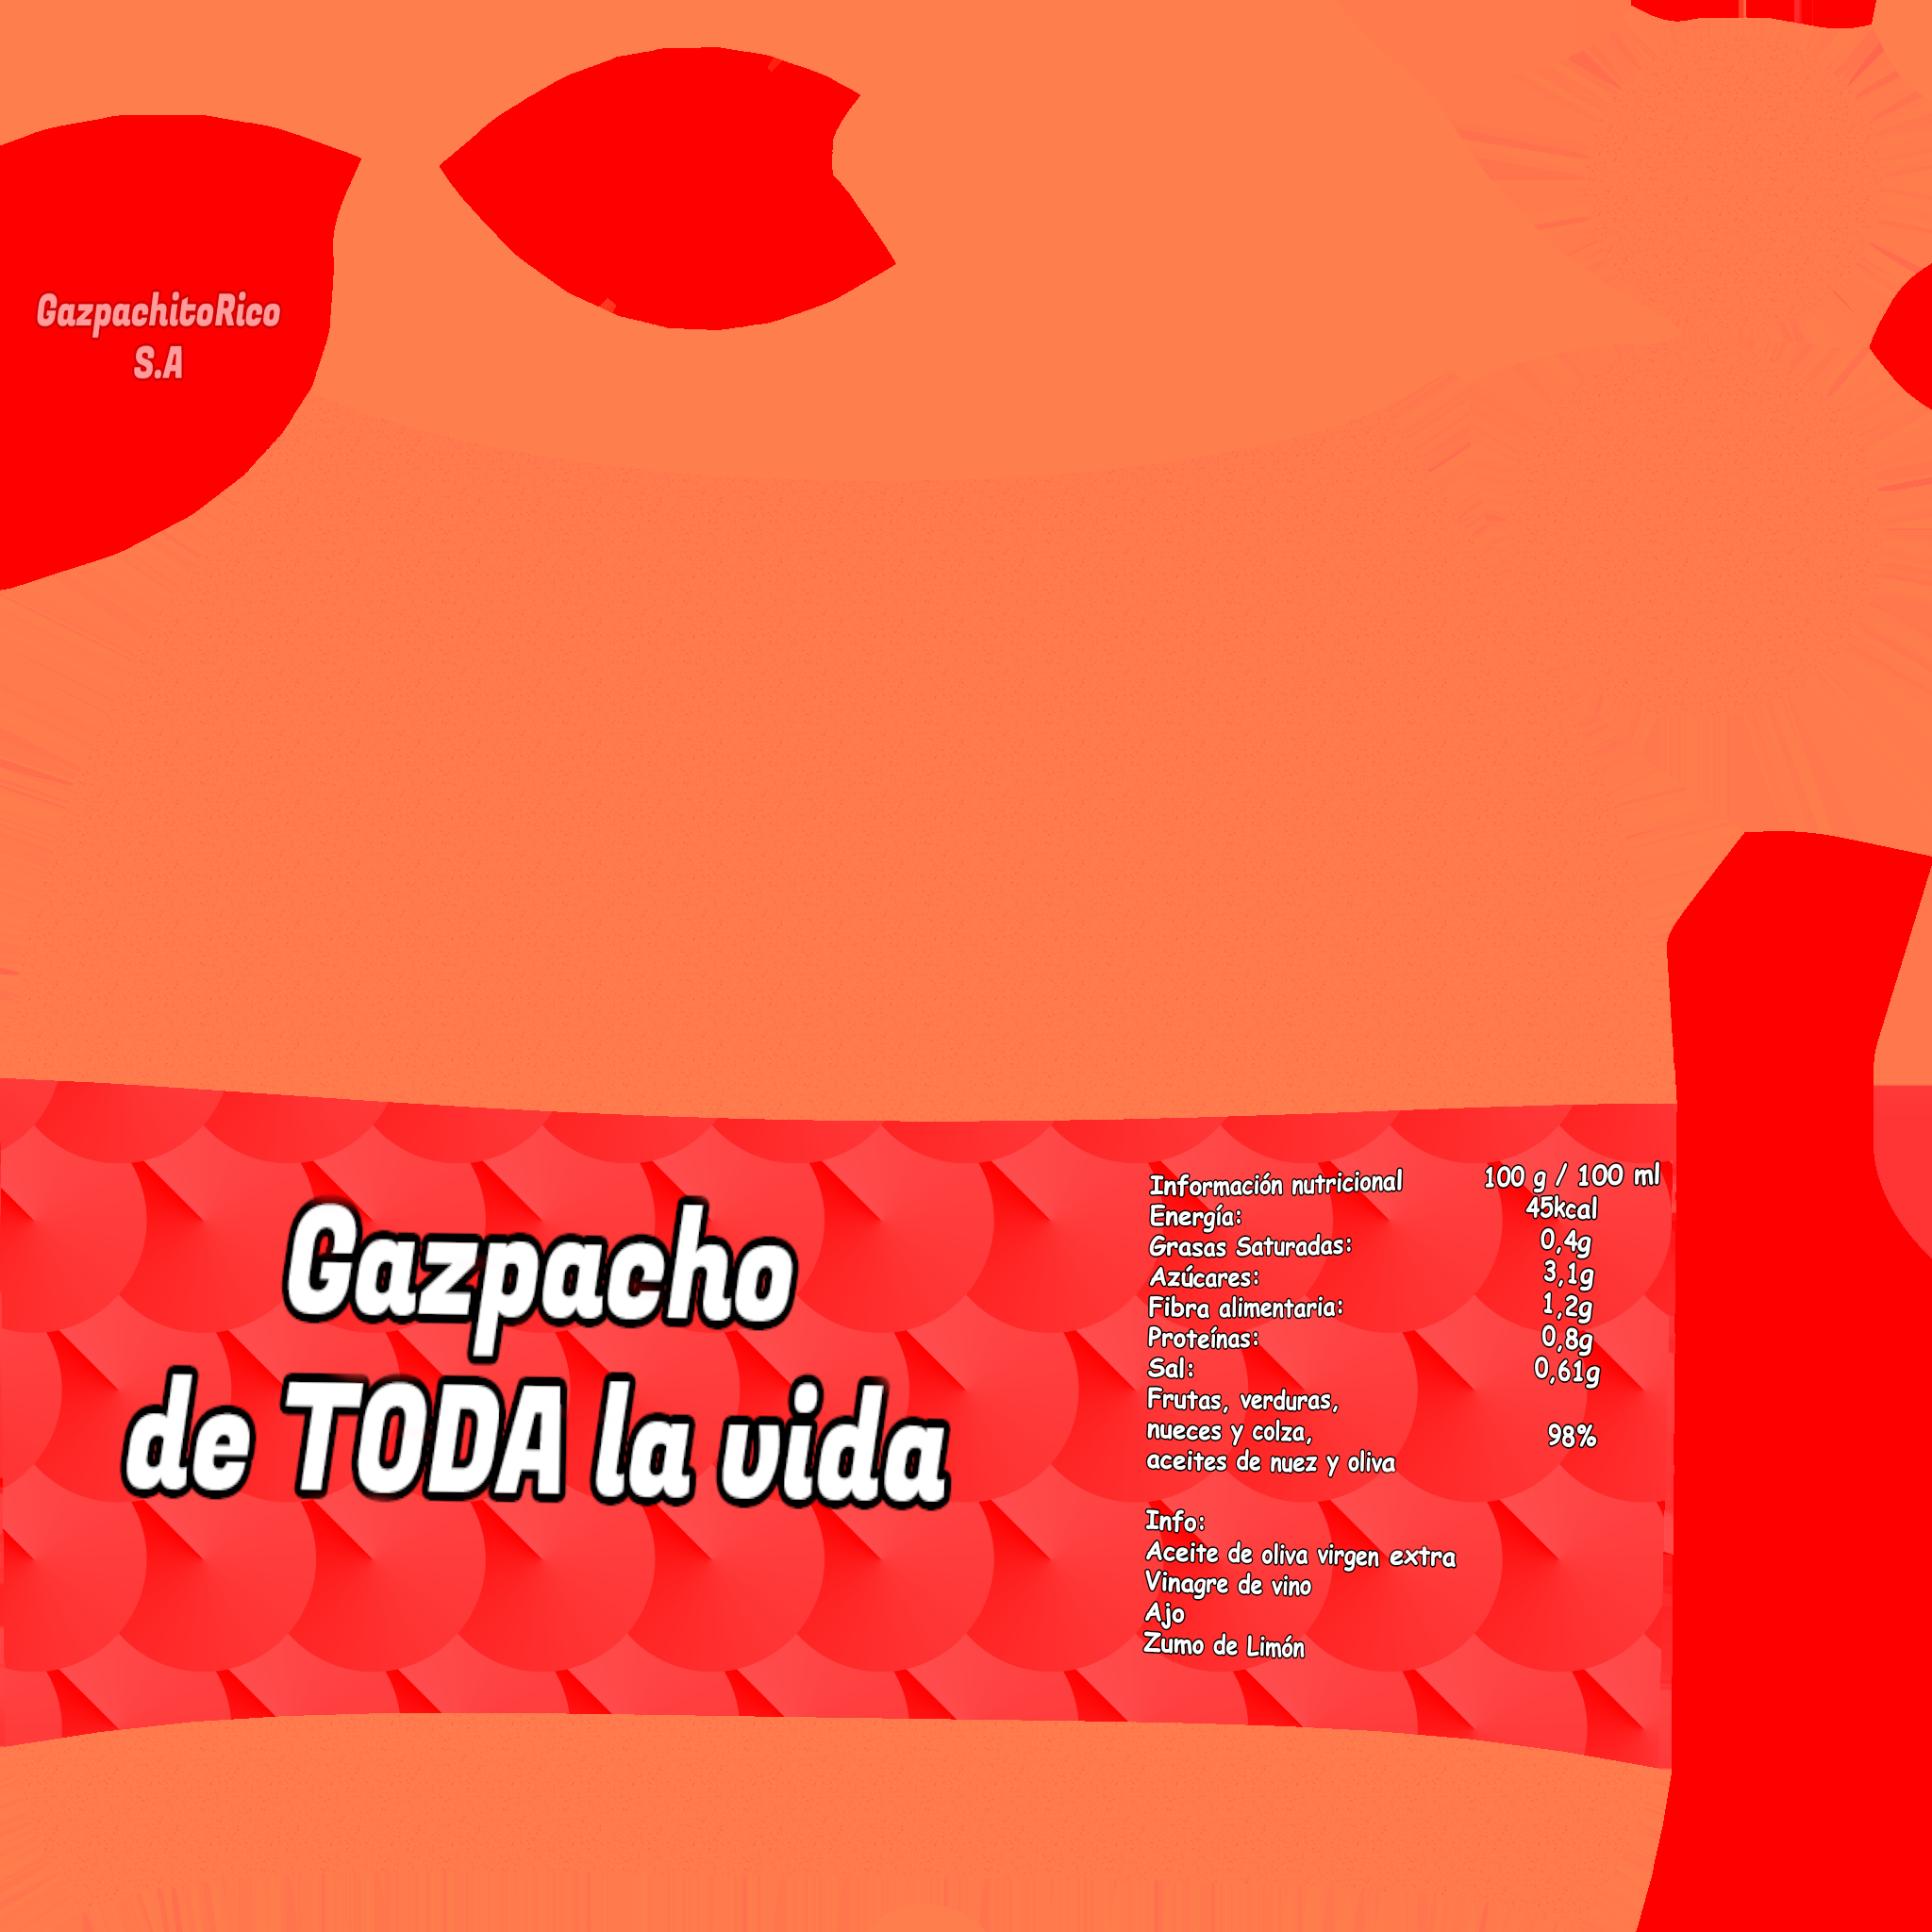 GazpachitoRico
S.A
Gazpacho
de TODA la vida
Información nutricional 100 g / 100 ml
Energía: 45kcal
Grasas Saturadas: 0,4g
Azúcares: 3,1g
Fibra alimentaria: 1,2g
Proteínas: 0,8g
Sal: 0,61g
Frutas, verduras,
nueces y colza, 98%
aceites de nuez y oliva
Info:
Aceite de oliva virgen extra
Vinagre de vino
Ajo
Zumo de Limón